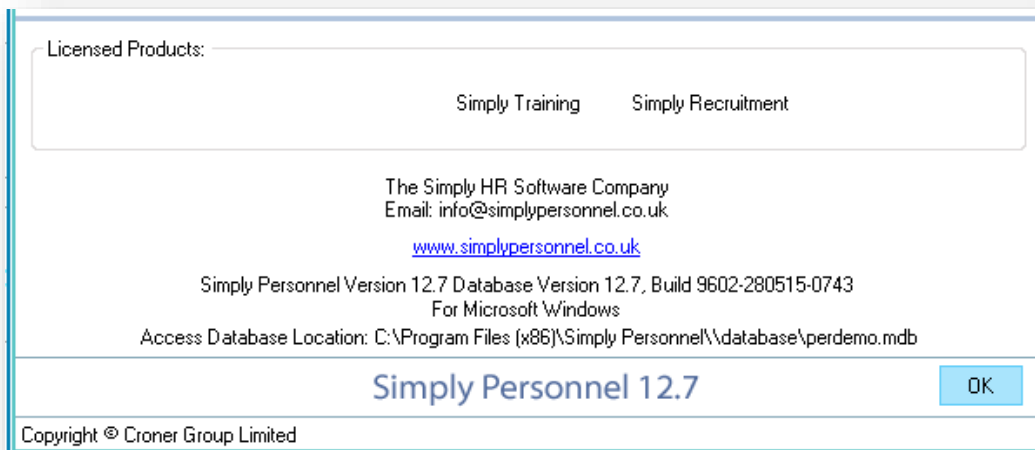 Licensed Products:
Simply Training Simply Recruitment
The Simply HR Software Company
Email: info@simplypersonnel.co.uk
www.simplypersonnel.co.uk
Simply Personnel Version 12.7 Database Version 12.7, Build 9602-280515-0743
For Microsoft Windows
Access Database Location: C:\Program Files (x86)\Simply Personnel\\database\perdemo.mdb
Simply Personnel 12.7
OK
Copyright © Croner Group Limited